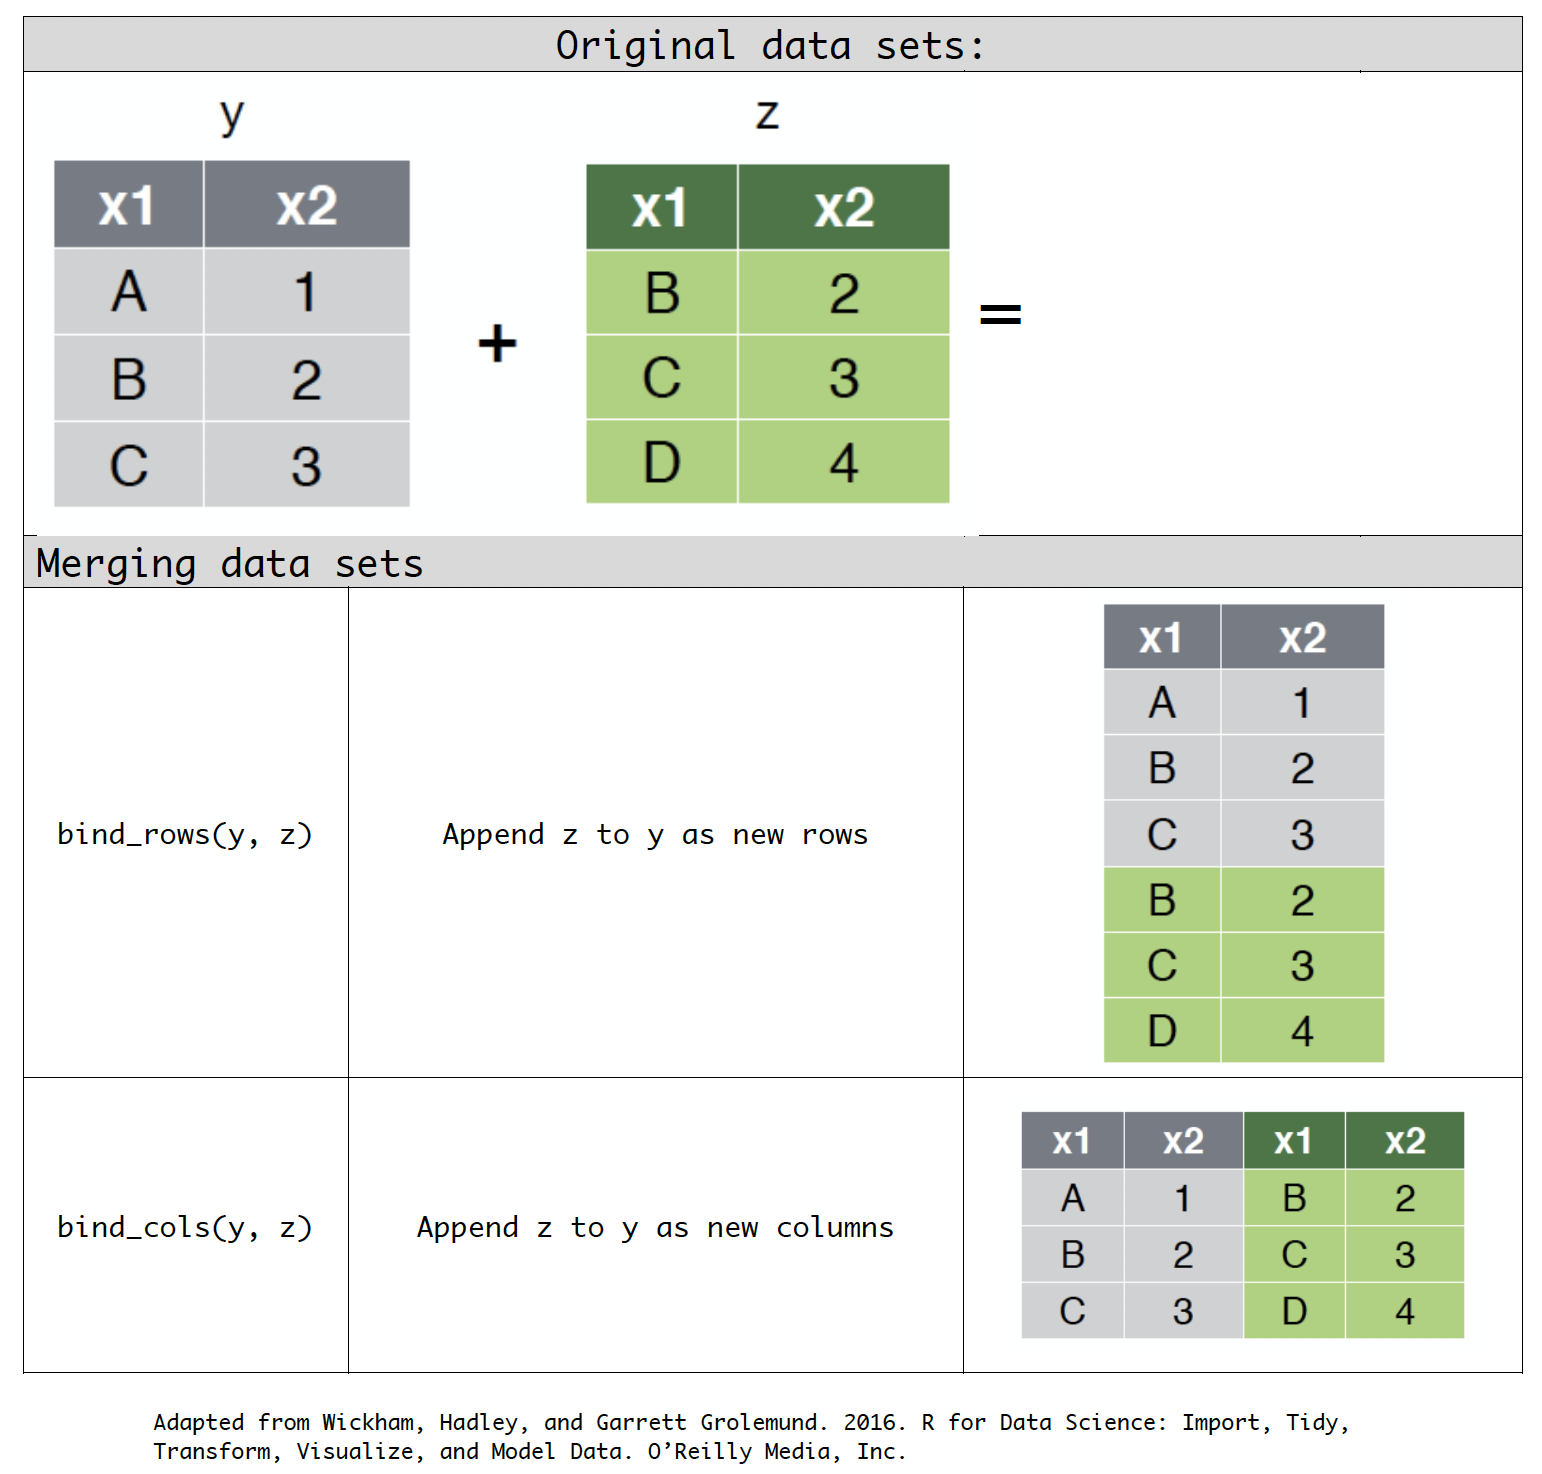 Original data sets:
y z
x1 x2 x1 x2
A 1 B 2
+ =
B 2 C 3
C 3 D 4
Merging data sets
x1 x2
A 1
B 2
C 3
bind_rows(y, z) Append z to y as new rows
B 2
C 3
D 4
x1 x2 x1 x2
A 1 B 2
bind_cols(y, z) Append z to y as new columns
B 2 C 3
C 3 D 4
Adapted from Wickham, Hadley, and Garrett Grolemund. 2016. R for Data Science: Import, Tidy,
Transform, Visualize, and Model Data. O’Reilly Media, Inc.